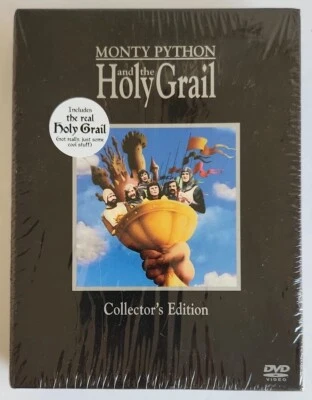 MONTY PYTHON
and the
Holy Grail
Includes
the real
Holy Grail
(not really, just some
cool stuff)
Collector's Edition
DVD
VIDEO